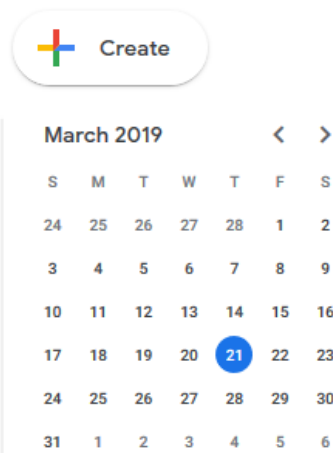 Create
March 2019
S M T W T F S
24 25 26 27 28 1 2
3 4 5 6 7 8 9
10 11 12 13 14 15 16
17 18 19 20 21 22 23
24 25 26 27 28 29 30
31 1 2 3 4 5 6